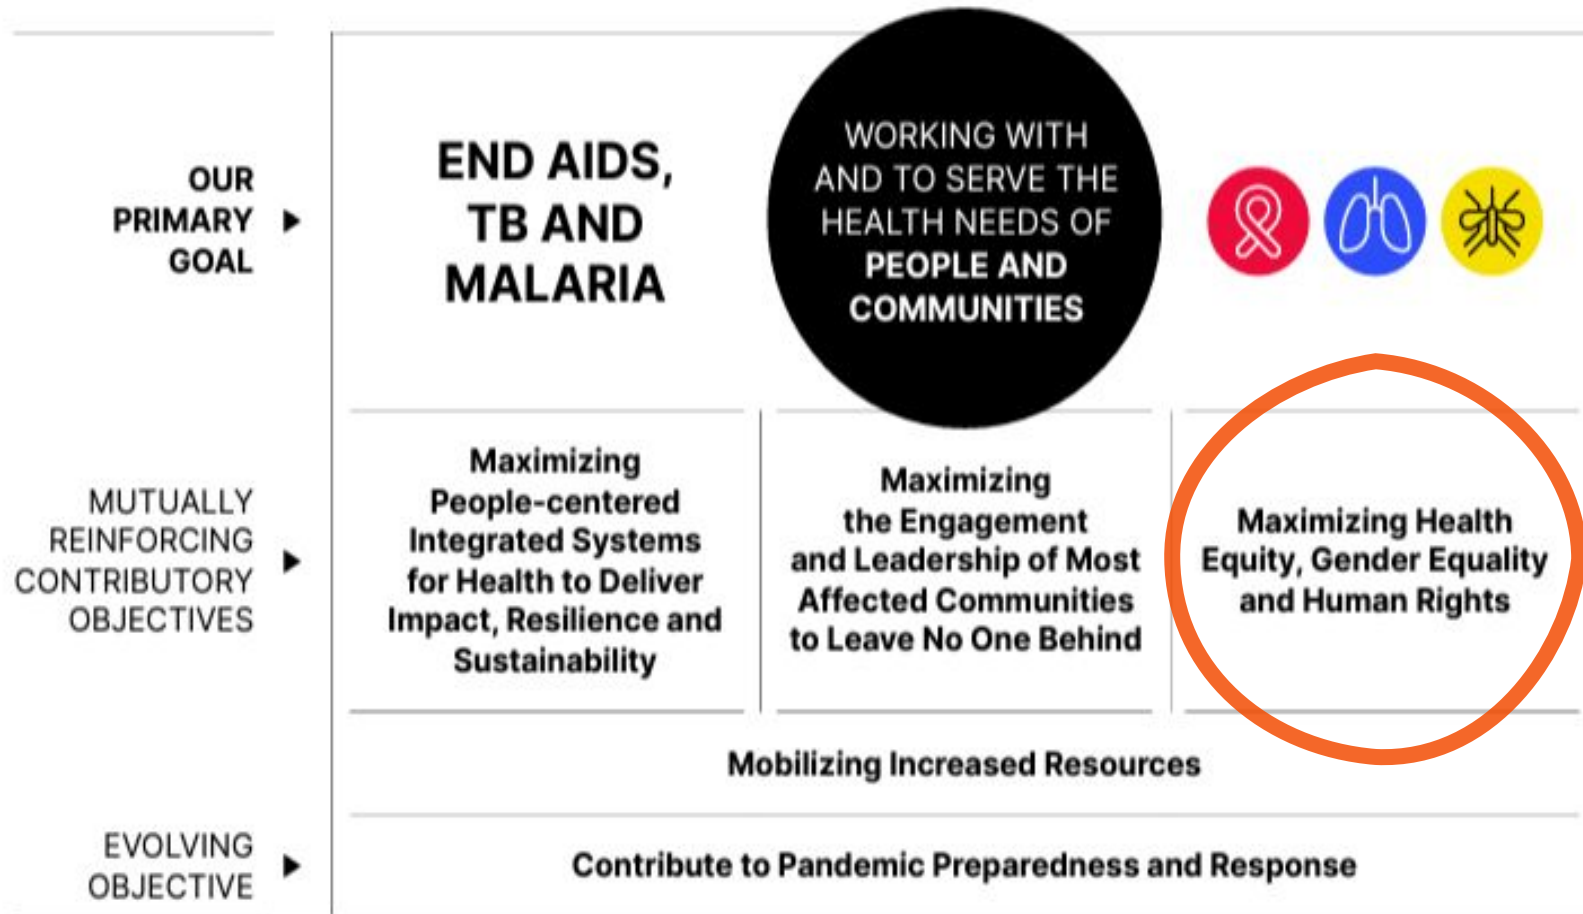 OUR
PRIMARY
GOAL
END AIDS,
TB AND
MALARIA
WORKING WITH
AND TO SERVE THE
HEALTH NEEDS OF
PEOPLE AND
COMMUNITIES
MUTUALLY
REINFORCING
CONTRIBUTORY
OBJECTIVES
Maximizing
People-centered
Integrated Systems
for Health to Deliver
Impact, Resilience and
Sustainability
Maximizing
the Engagement
and Leadership of Most
Affected Communities
to Leave No One Behind
Maximizing Health
Equity, Gender Equality
and Human Rights
Mobilizing Increased Resources
EVOLVING
OBJECTIVE
Contribute to Pandemic Preparedness and Response